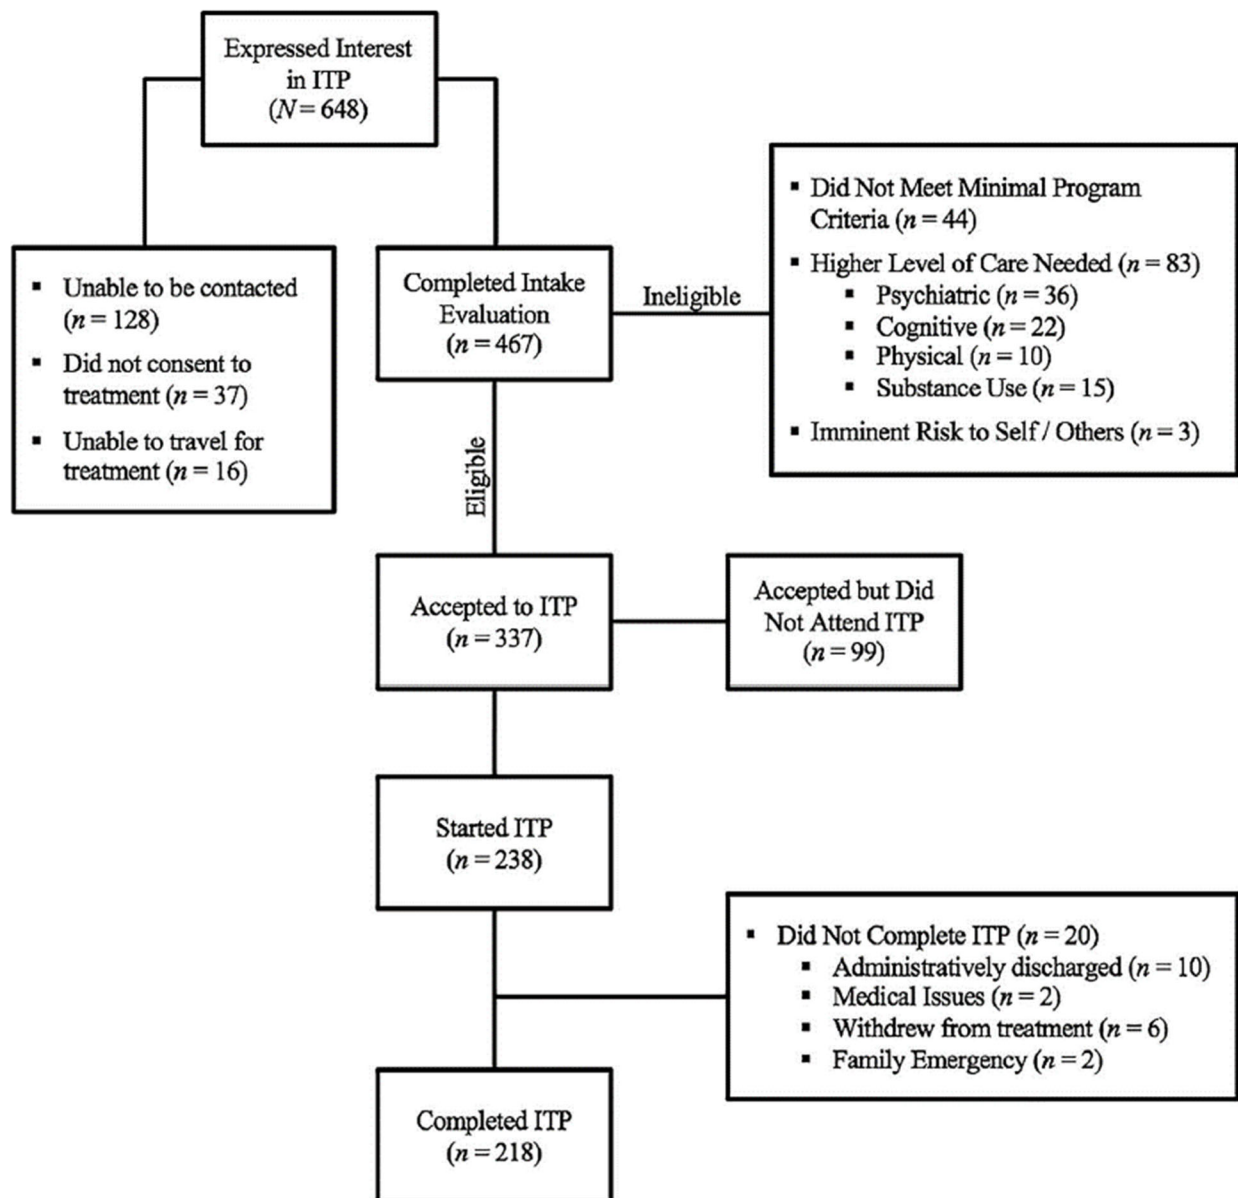 Expressed Interest
in ITP
(N = 648)
▪ Unable to be contacted
(n = 128)
▪ Did not consent to
treatment (n = 37)
▪ Unable to travel for
treatment (n = 16)
Completed Intake
Evaluation
(n = 467)
Ineligible
▪ Did Not Meet Minimal Program
Criteria (n = 44)
▪ Higher Level of Care Needed (n = 83)
▪ Psychiatric (n = 36)
▪ Cognitive (n = 22)
▪ Physical (n = 10)
▪ Substance Use (n = 15)
▪ Imminent Risk to Self / Others (n = 3)
Eligible
Accepted to ITP
(n = 337)
Accepted but Did
Not Attend ITP
(n = 99)
Started ITP
(n = 238)
▪ Did Not Complete ITP (n = 20)
▪ Administratively discharged (n = 10)
▪ Medical Issues (n = 2)
▪ Withdrew from treatment (n = 6)
▪ Family Emergency (n = 2)
Completed ITP
(n = 218)